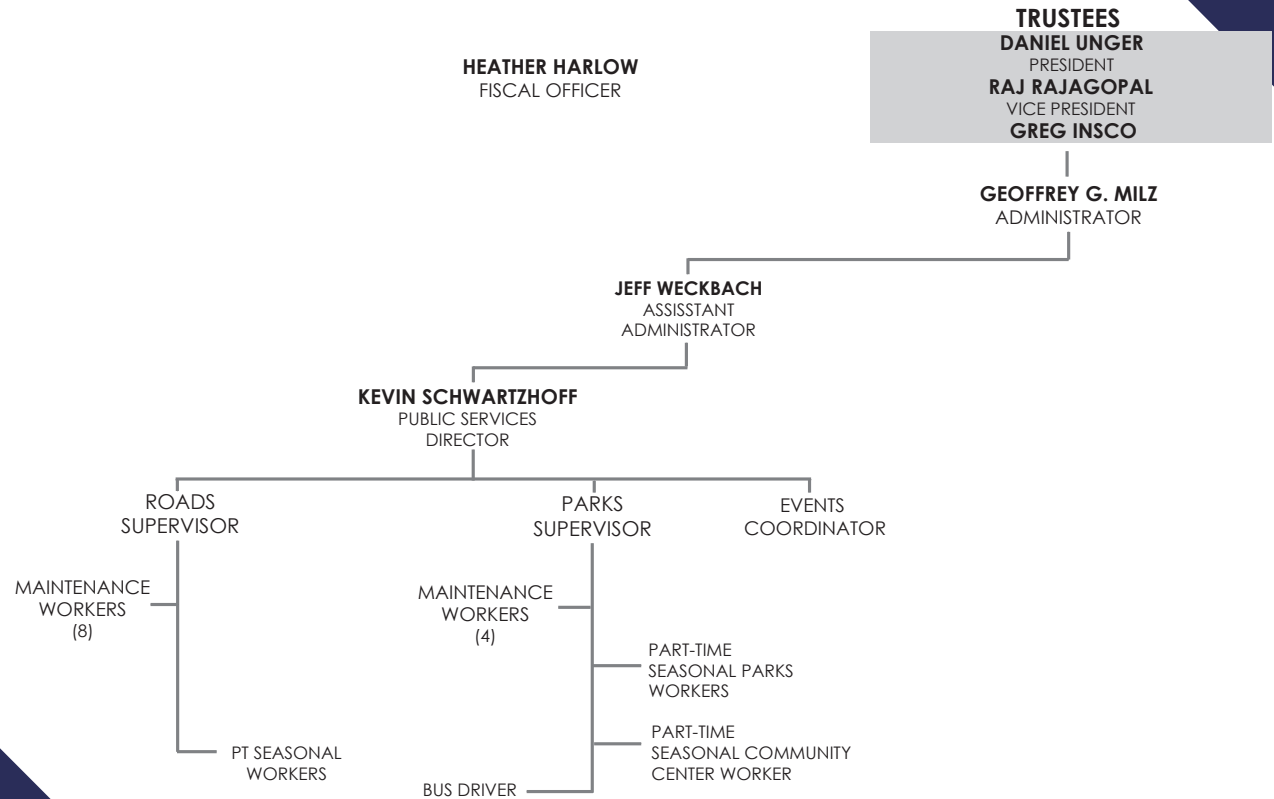 TRUSTEES
DANIEL UNGER
PRESIDENT
RAJ RAJAGOPAL
VICE PRESIDENT
GREG INSCO
HEATHER HARLOW
FISCAL OFFICER
GEOFFREY G. MILZ
ADMINISTRATOR
JEFF WECKBACH
ASSISSTANT
ADMINISTRATOR
KEVIN SCHWARTZHOFF
PUBLIC SERVICES
DIRECTOR
ROADS
SUPERVISOR
PARKS
SUPERVISOR
EVENTS
COORDINATOR
MAINTENANCE
WORKERS
(8)
PT SEASONAL
WORKERS
MAINTENANCE
WORKERS
(4)
PART-TIME
SEASONAL PARKS
WORKERS
PART-TIME
SEASONAL COMMUNITY
CENTER WORKER
BUS DRIVER